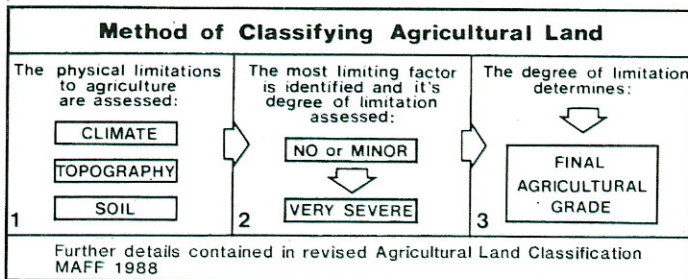 Method of Classifying Agricultural Land
The physical limitations
to agriculture
are assessed:
CLIMATE
TOPOGRAPHY
SOIL
1
The most limiting factor
is identified and it's
degree of limitation
assessed:
NO or MINOR
VERY SEVERE
2
The degree of limitation
determines:
FINAL
AGRICULTURAL
GRADE
3
Further details contained in revised Agricultural Land Classification
MAFF 1988